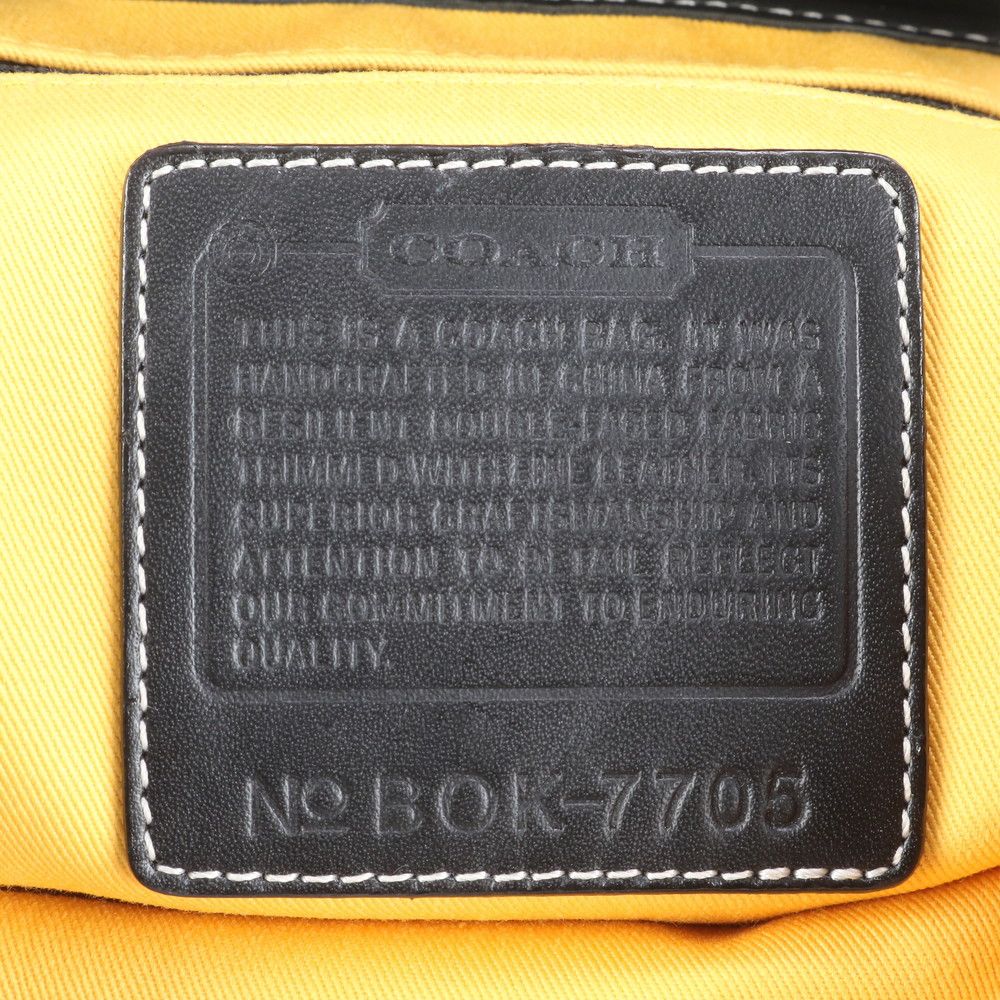 COACH
THIS IS A COACH BAG. IT WAS
HANDCRAFTED IN CHINA FROM A
RESILIENT DOUBLE-FACED FABRIC
TRIMMED WITH FINE LEATHER. ITS
SUPERIOR CRAFTSMANSHIP AND
ATTENTION TO DETAIL REFLECT
OUR COMMITMENT TO ENDURING
QUALITY.
No BOK-7705